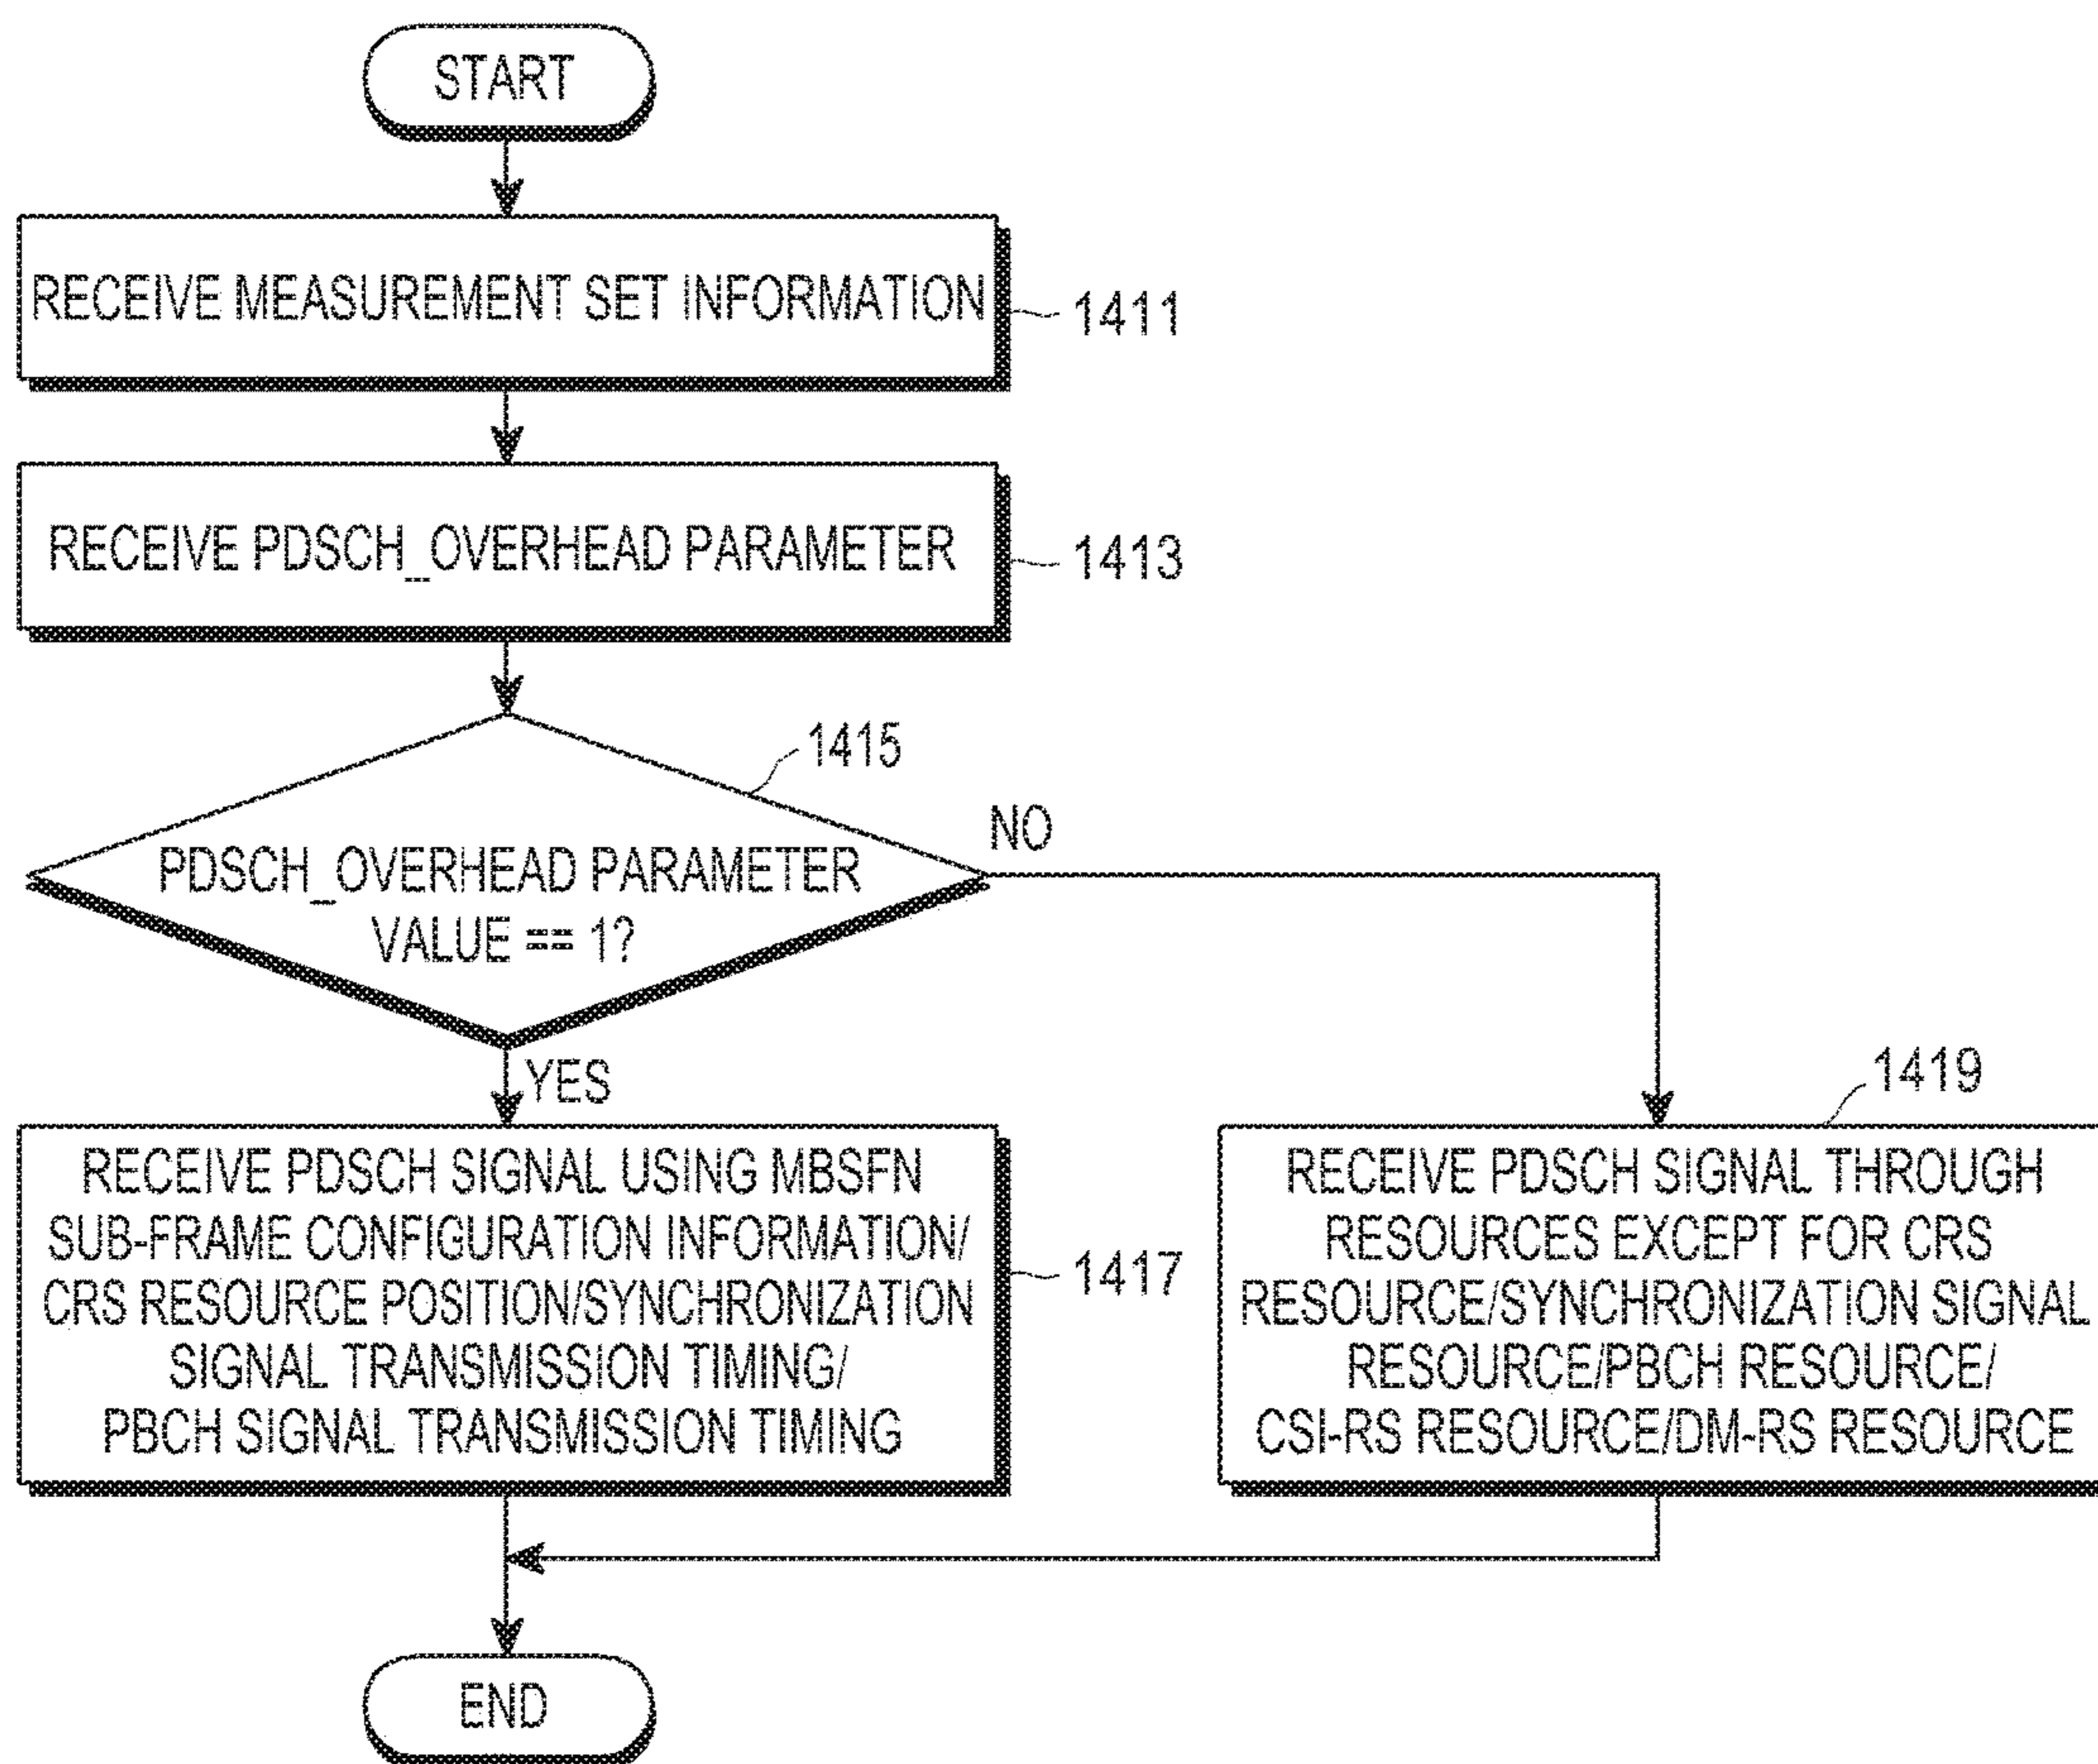 START
RECEIVE MEASUREMENT SET INFORMATION
1411
RECEIVE PDSCH_OVERHEAD PARAMETER
1413
1415
PDSCH_OVERHEAD PARAMETER
VALUE == 1?
NO
YES
RECEIVE PDSCH SIGNAL USING MBSFN
SUB-FRAME CONFIGURATION INFORMATION/
CRS RESOURCE POSITION/SYNCHRONIZATION
SIGNAL TRANSMISSION TIMING/
PBCH SIGNAL TRANSMISSION TIMING
1417
1419
RECEIVE PDSCH SIGNAL THROUGH
RESOURCES EXCEPT FOR CRS
RESOURCE/SYNCHRONIZATION SIGNAL
RESOURCE/PBCH RESOURCE/
CSI-RS RESOURCE/DM-RS RESOURCE
END